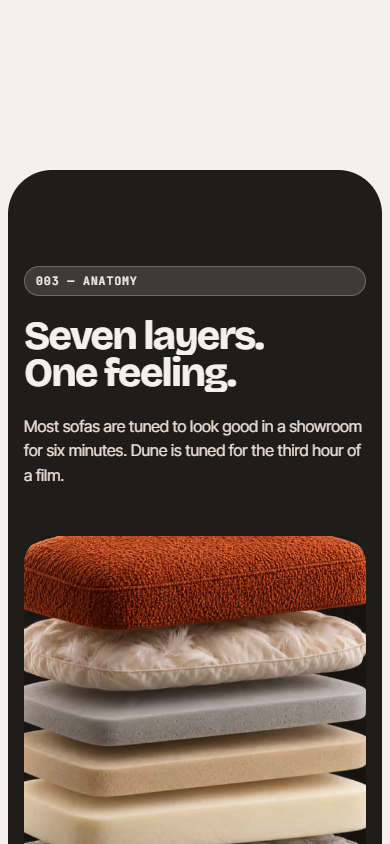 003 — ANATOMY
Seven layers.
One feeling.
Most sofas are tuned to look good in a showroom
for six minutes. Dune is tuned for the third hour of
a film.